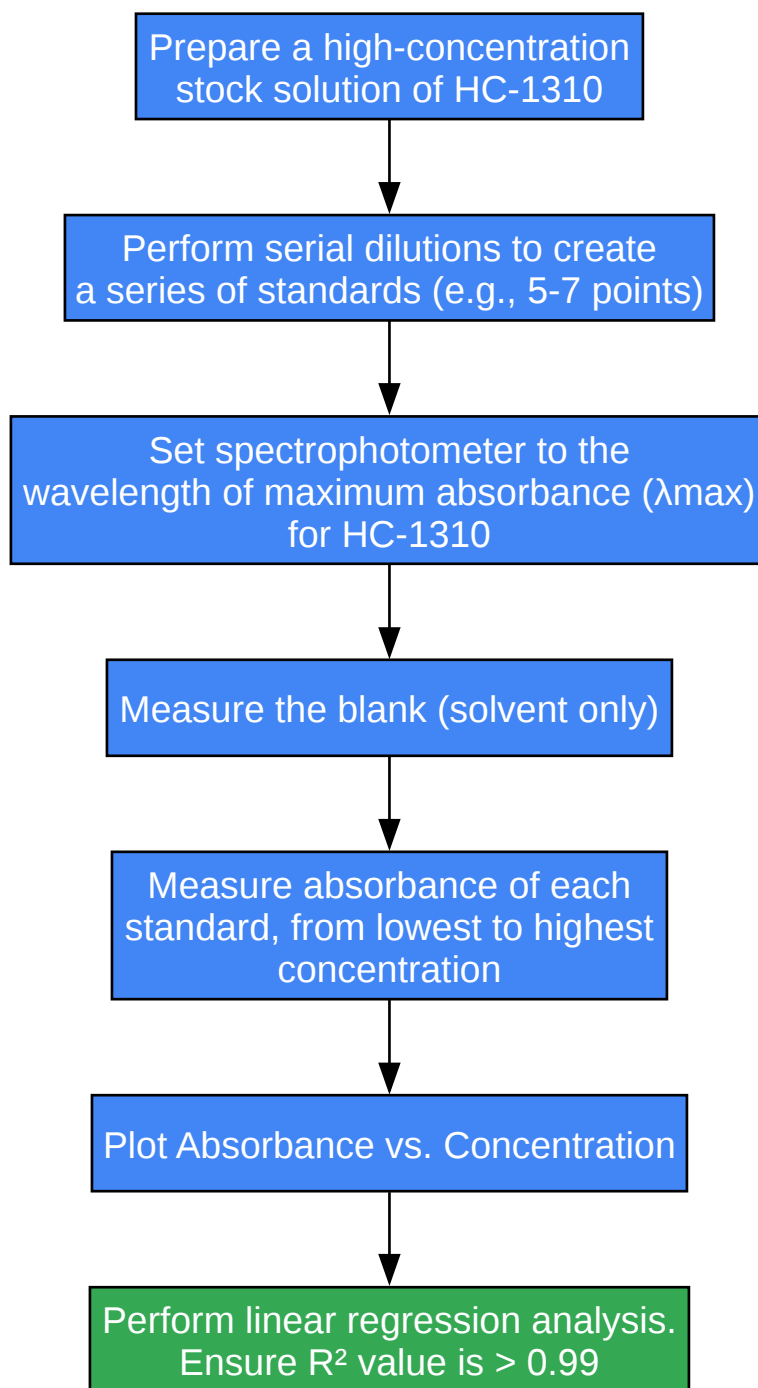 Prepare a high-concentration
stock solution of HC-1310
Perform serial dilutions to create
a series of standards (e.g., 5-7 points)
Set spectrophotometer to the
wavelength of maximum absorbance (λmax)
for HC-1310
Measure the blank (solvent only)
Measure absorbance of each
standard, from lowest to highest
concentration
Plot Absorbance vs. Concentration
Perform linear regression analysis.
Ensure R² value is > 0.99